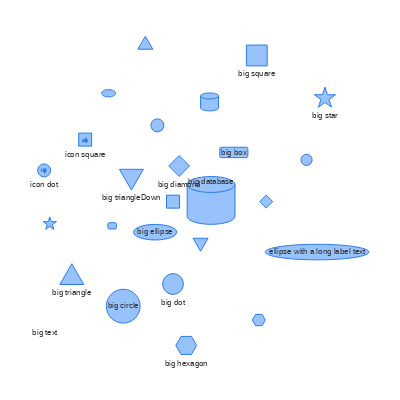 big square
big star
icon square
big box
icon dot
big diamond
big database
big triangleDown
big ellipse
ellipse with a long label text
big triangle
big circle
big dot
big text
big hexagon